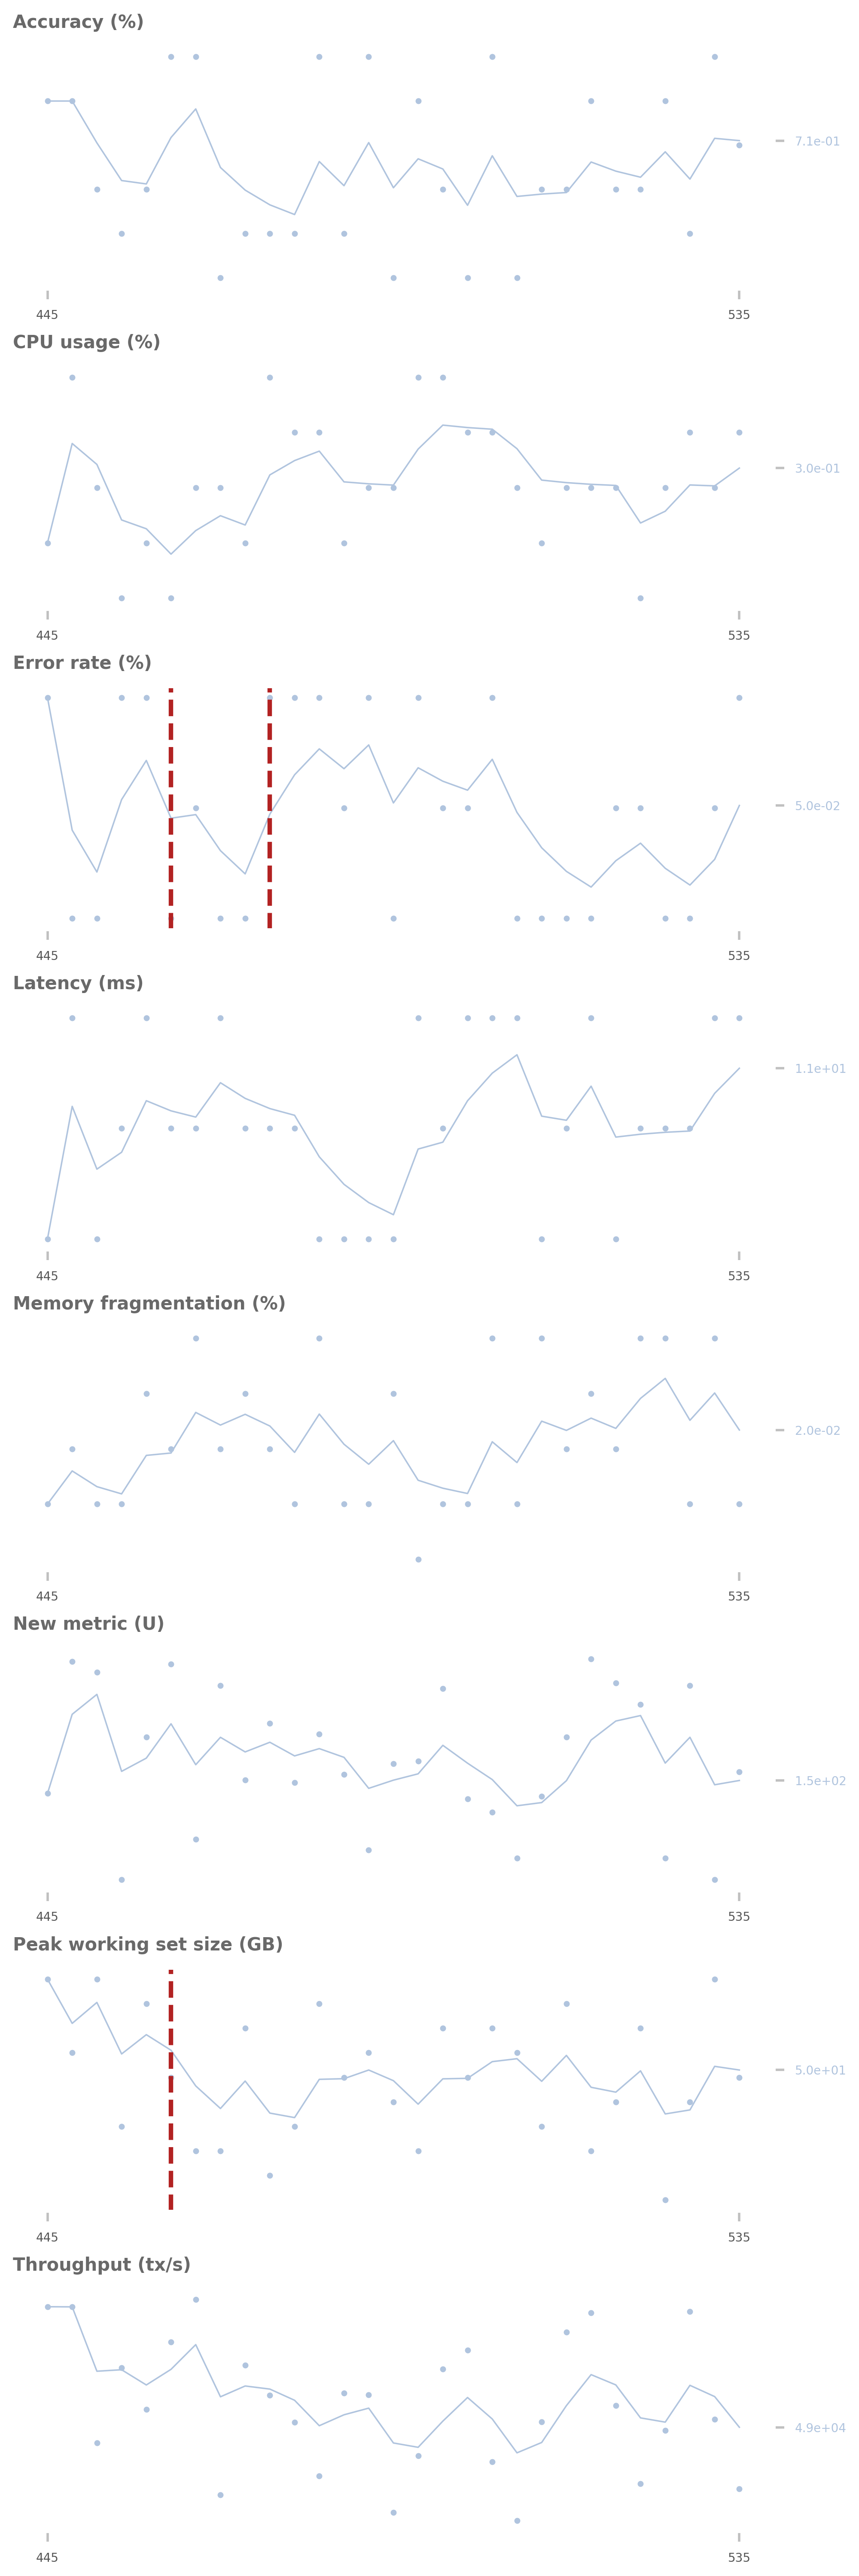 Accuracy (%)
7.1e-01
445 535
CPU usage (%)
3.0e-01
445 535
Error rate (%)
5.0e-02
445 535
Latency (ms)
1.1e+01
445 535
Memory fragmentation (%)
2.0e-02
445 535
New metric (U)
1.5e+02
445 535
Peak working set size (GB)
5.0e+01
445 535
Throughput (tx/s)
4.9e+04
445 535